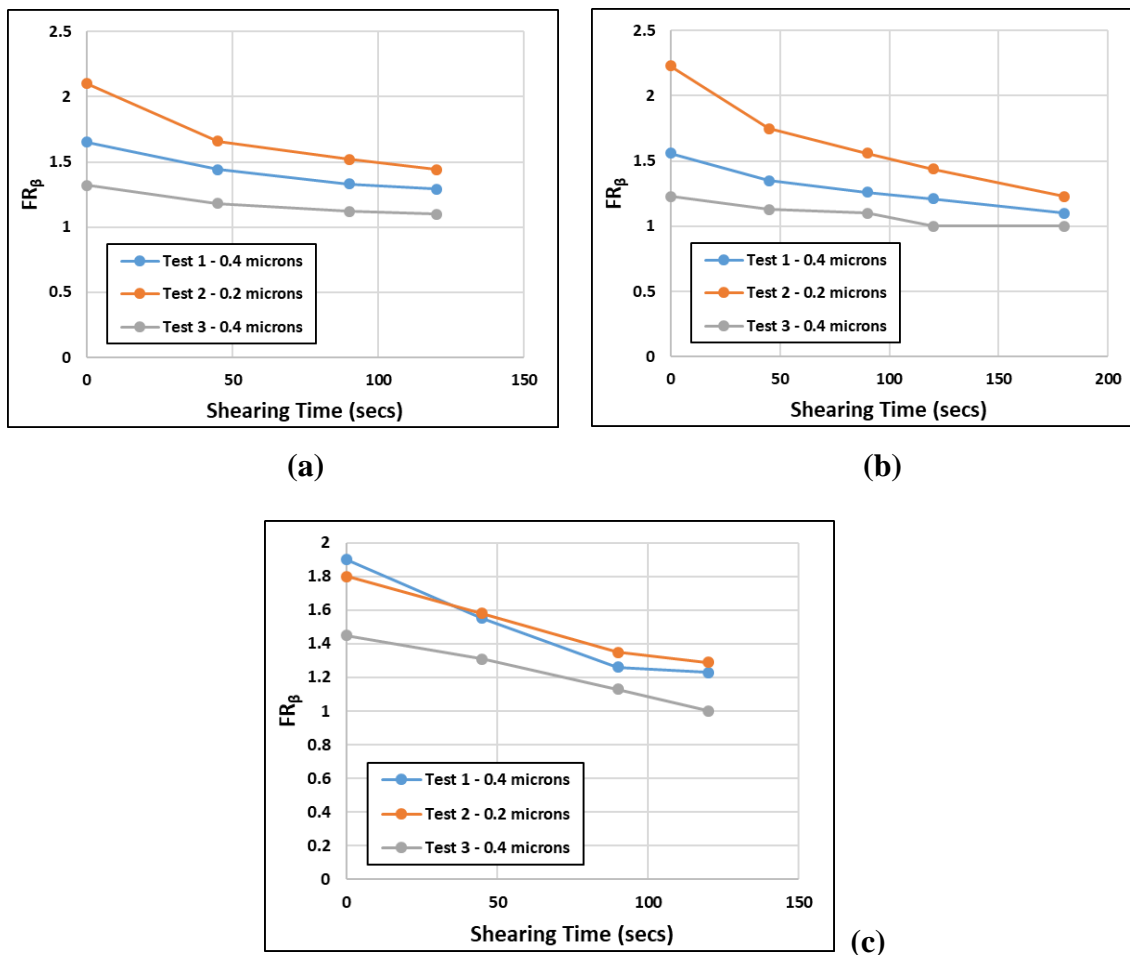 2.5
2
1.5
1
0.5
0
FRβ
Test 1 - 0.4 microns
Test 2 - 0.2 microns
Test 3 - 0.4 microns
0 50 100 150
Shearing Time (secs)
(a)
2.5
2
1.5
1
0.5
0
FRβ
Test 1 - 0.4 microns
Test 2 - 0.2 microns
Test 3 - 0.4 microns
0 50 100 150 200
Shearing Time (secs)
(b)
2
1.8
1.6
1.4
1.2
1
0.8
0.6
0.4
0.2
0
FRβ
Test 1 - 0.4 microns
Test 2 - 0.2 microns
Test 3 - 0.4 microns
0 50 100 150
Shearing Time (secs)
(c)